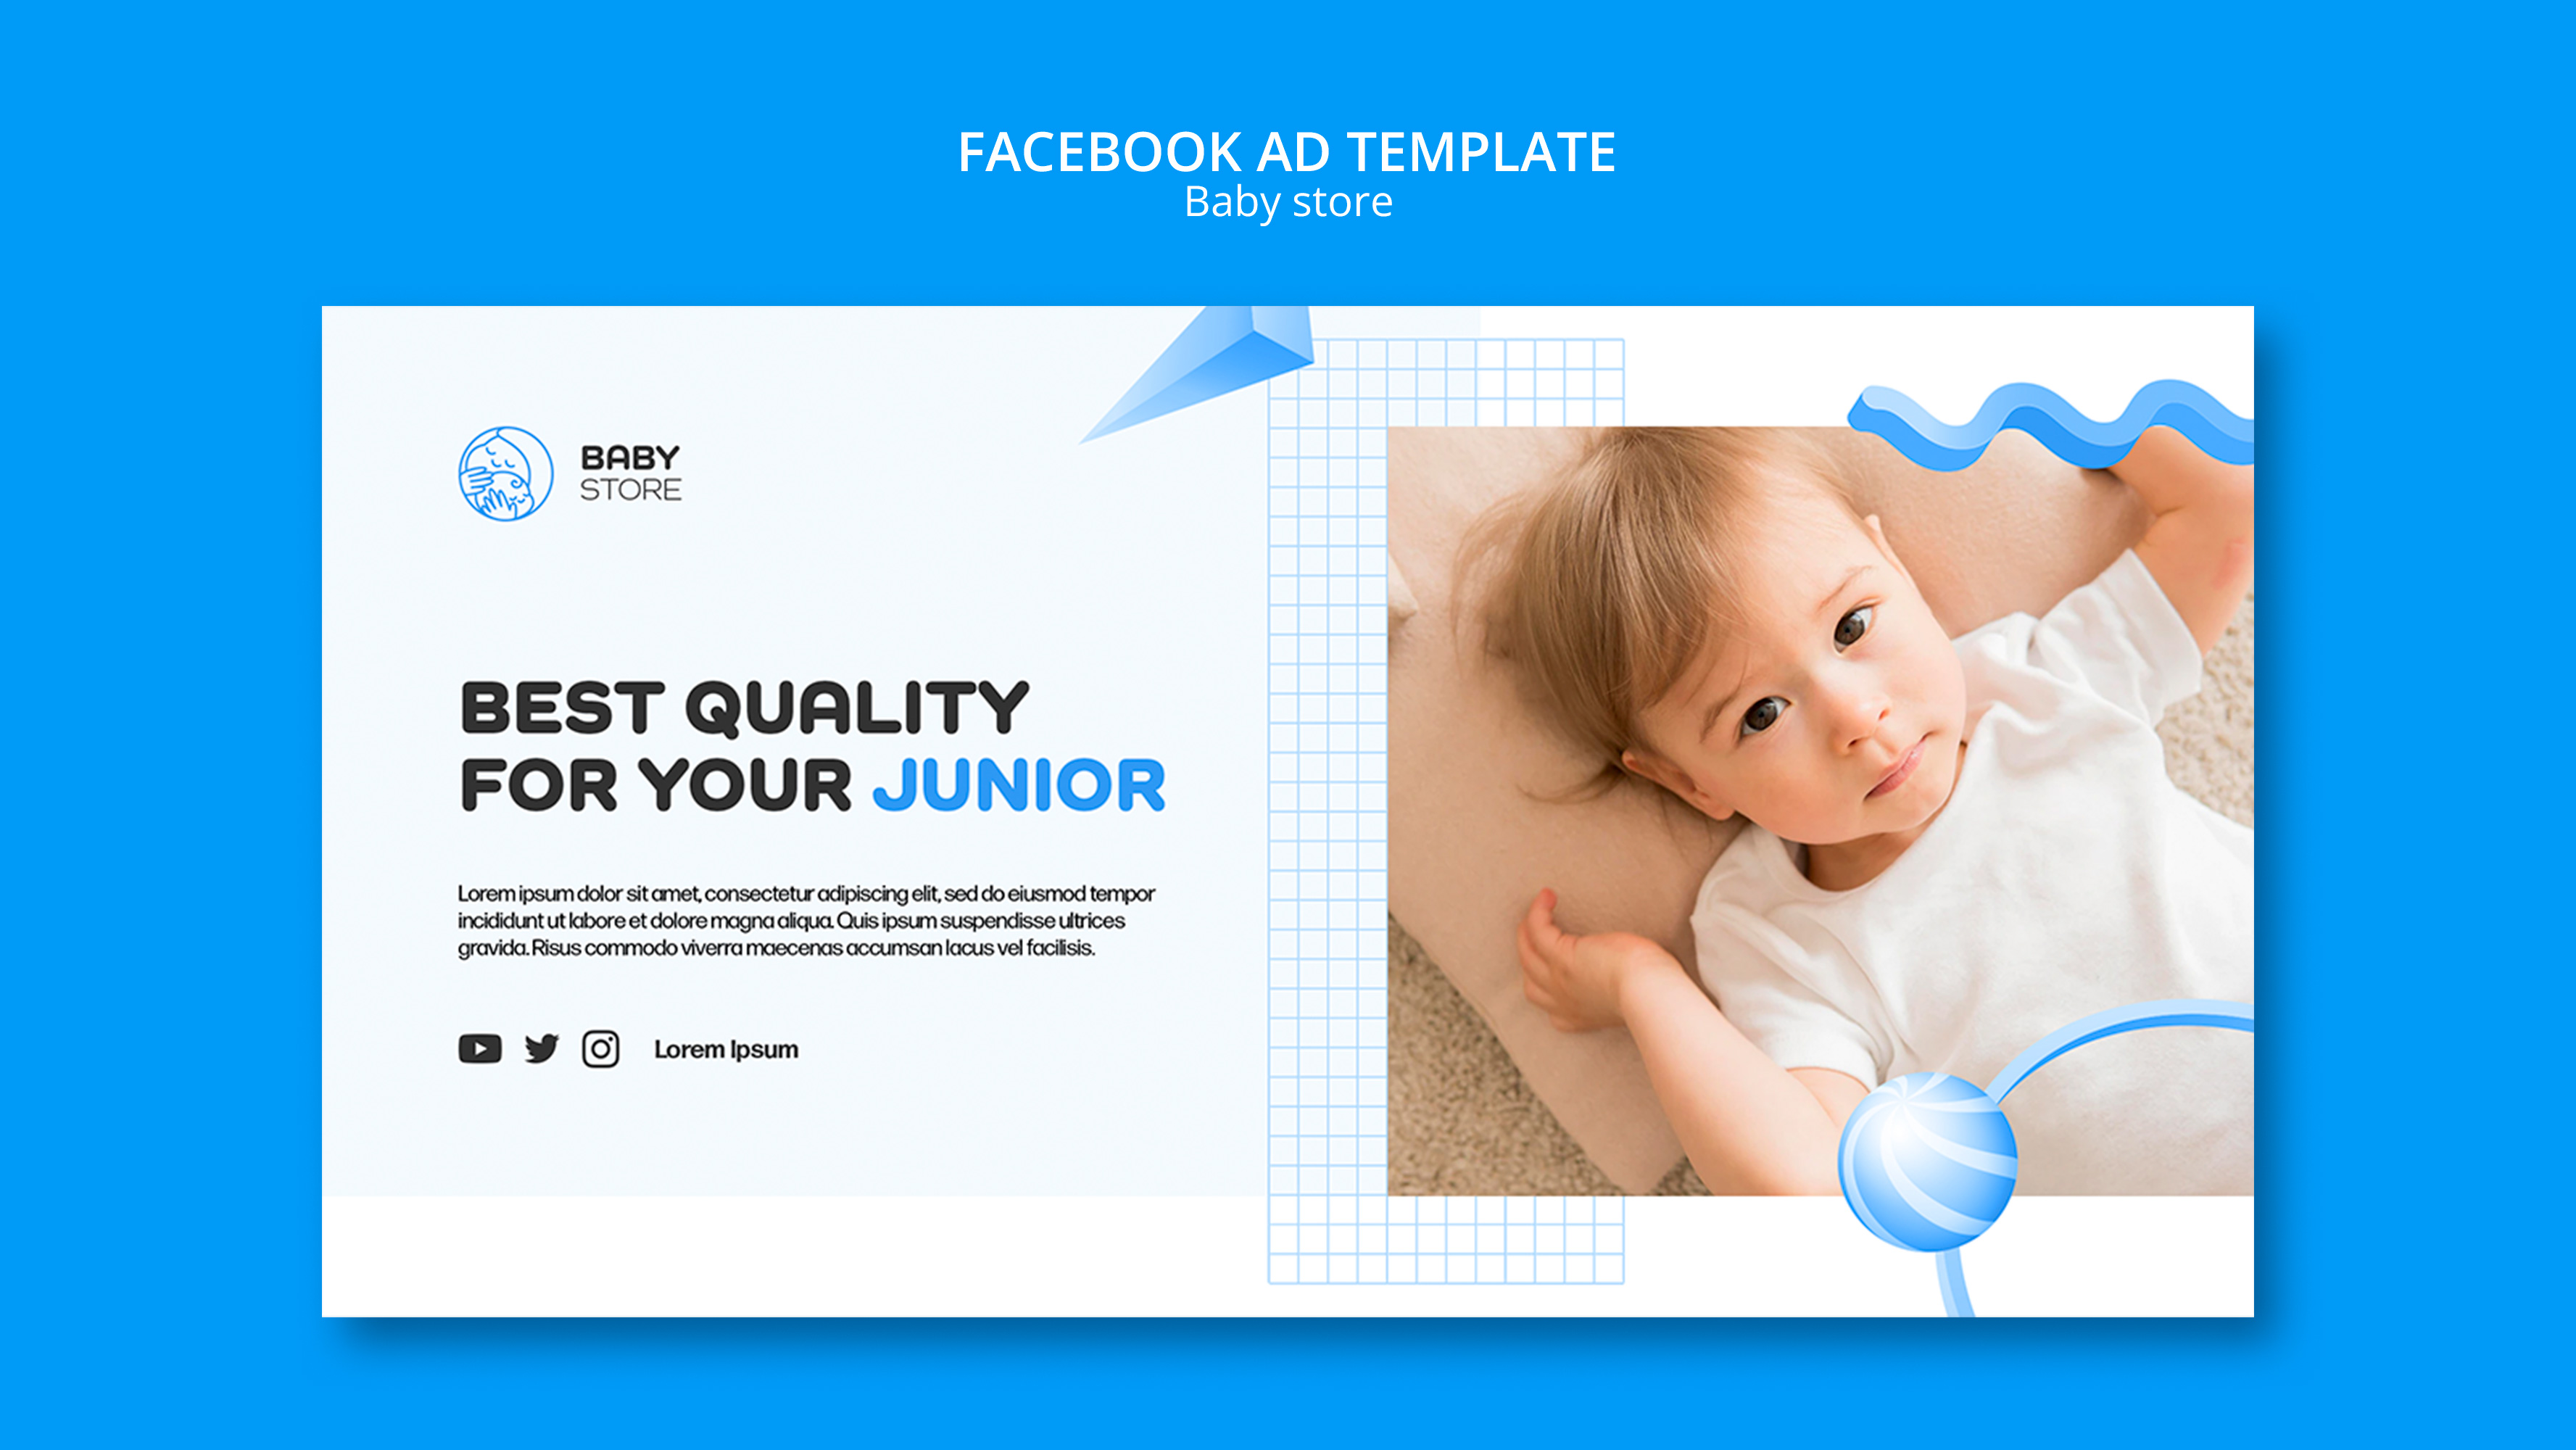 FACEBOOK AD TEMPLATE
Baby store
BABY
STORE
BEST QUALITY
FOR YOUR JUNIOR
Lorem ipsum dolor sit amet, consectetur adipiscing elit, sed do eiusmod tempor
incididunt ut labore et dolore magna aliqua. Quis ipsum suspendisse ultrices
gravida. Risus commodo viverra maecenas accumsan lacus vel facilisis.
Lorem Ipsum